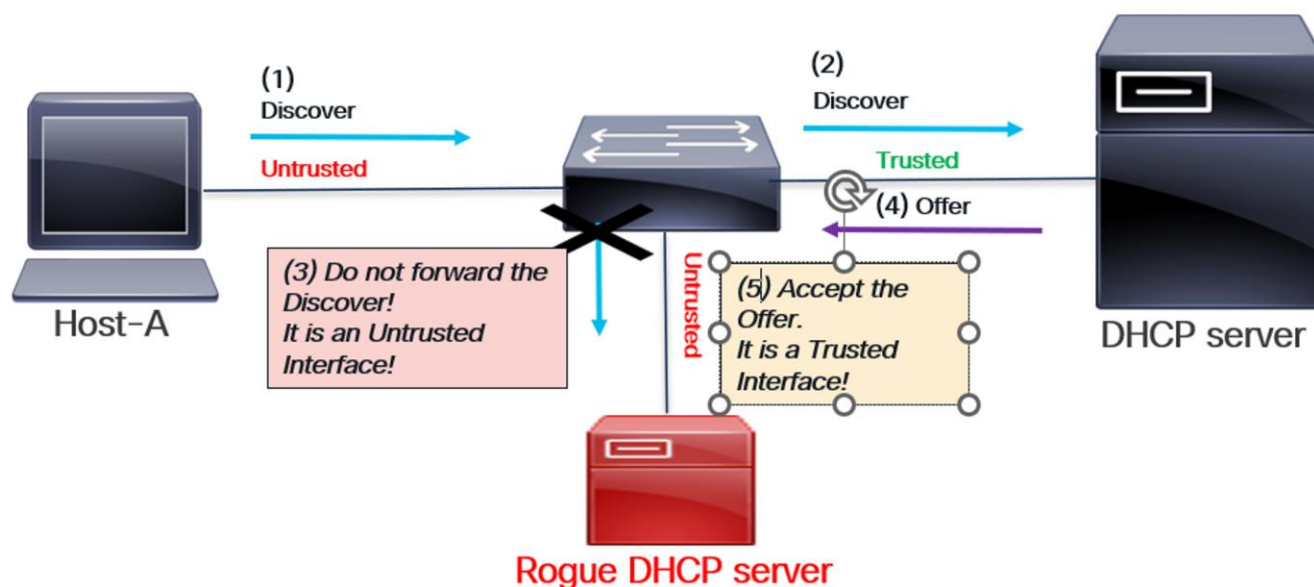 (1)
Discover
Untrusted
(2)
Discover
Trusted
(4) Offer
(3) Do not forward the
Discover!
It is an Untrusted
Interface!
Untrusted
(5) Accept the
Offer.
It is a Trusted
Interface!
Host-A
DHCP server
Rogue DHCP server